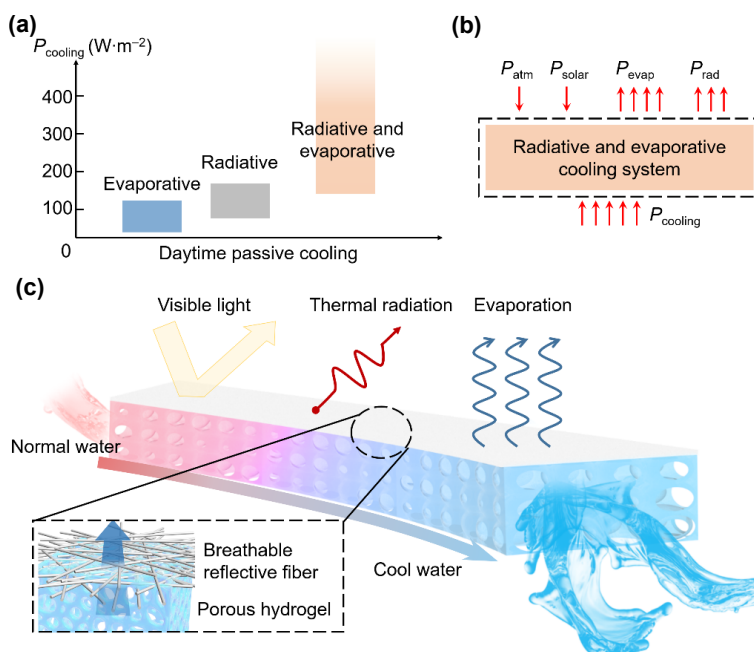 (a)
P_cooling (W·m⁻²)
400
300
200
100
0
Evaporative
Radiative
Radiative and
evaporative
Daytime passive cooling
(b)
P_atm P_solar P_evap P_rad
Radiative and evaporative
cooling system
P_cooling
(c)
Visible light
Thermal radiation
Evaporation
Normal water
Cool water
Breathable
reflective fiber
Porous hydrogel